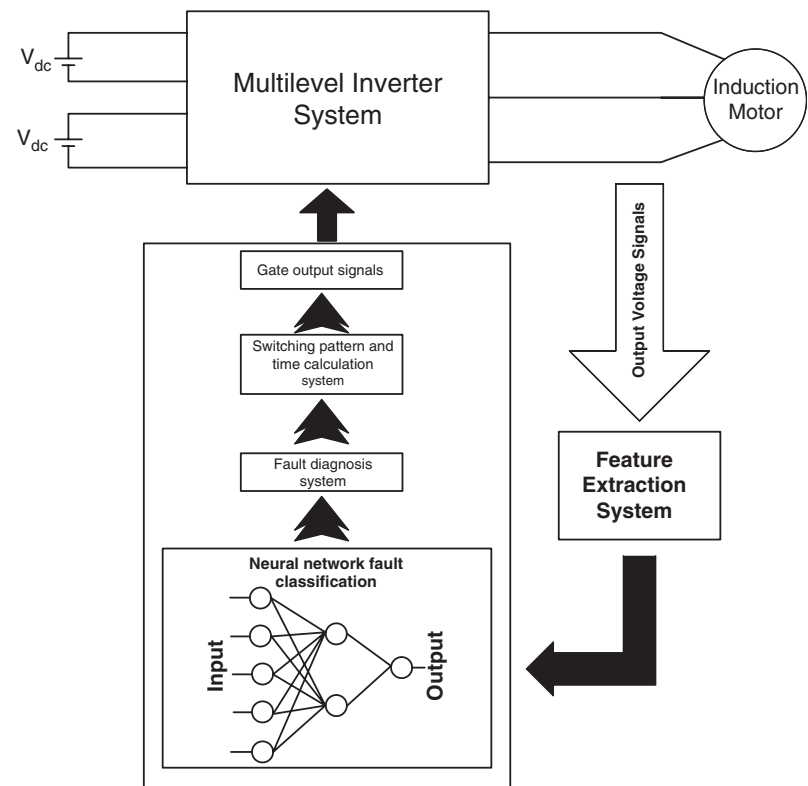 Vdc
Vdc
Multilevel Inverter
System
Induction
Motor
Output Voltage Signals
Gate output signals
Switching pattern and
time calculation
system
Fault diagnosis
system
Feature
Extraction
System
Neural network fault
classification
Input
Output